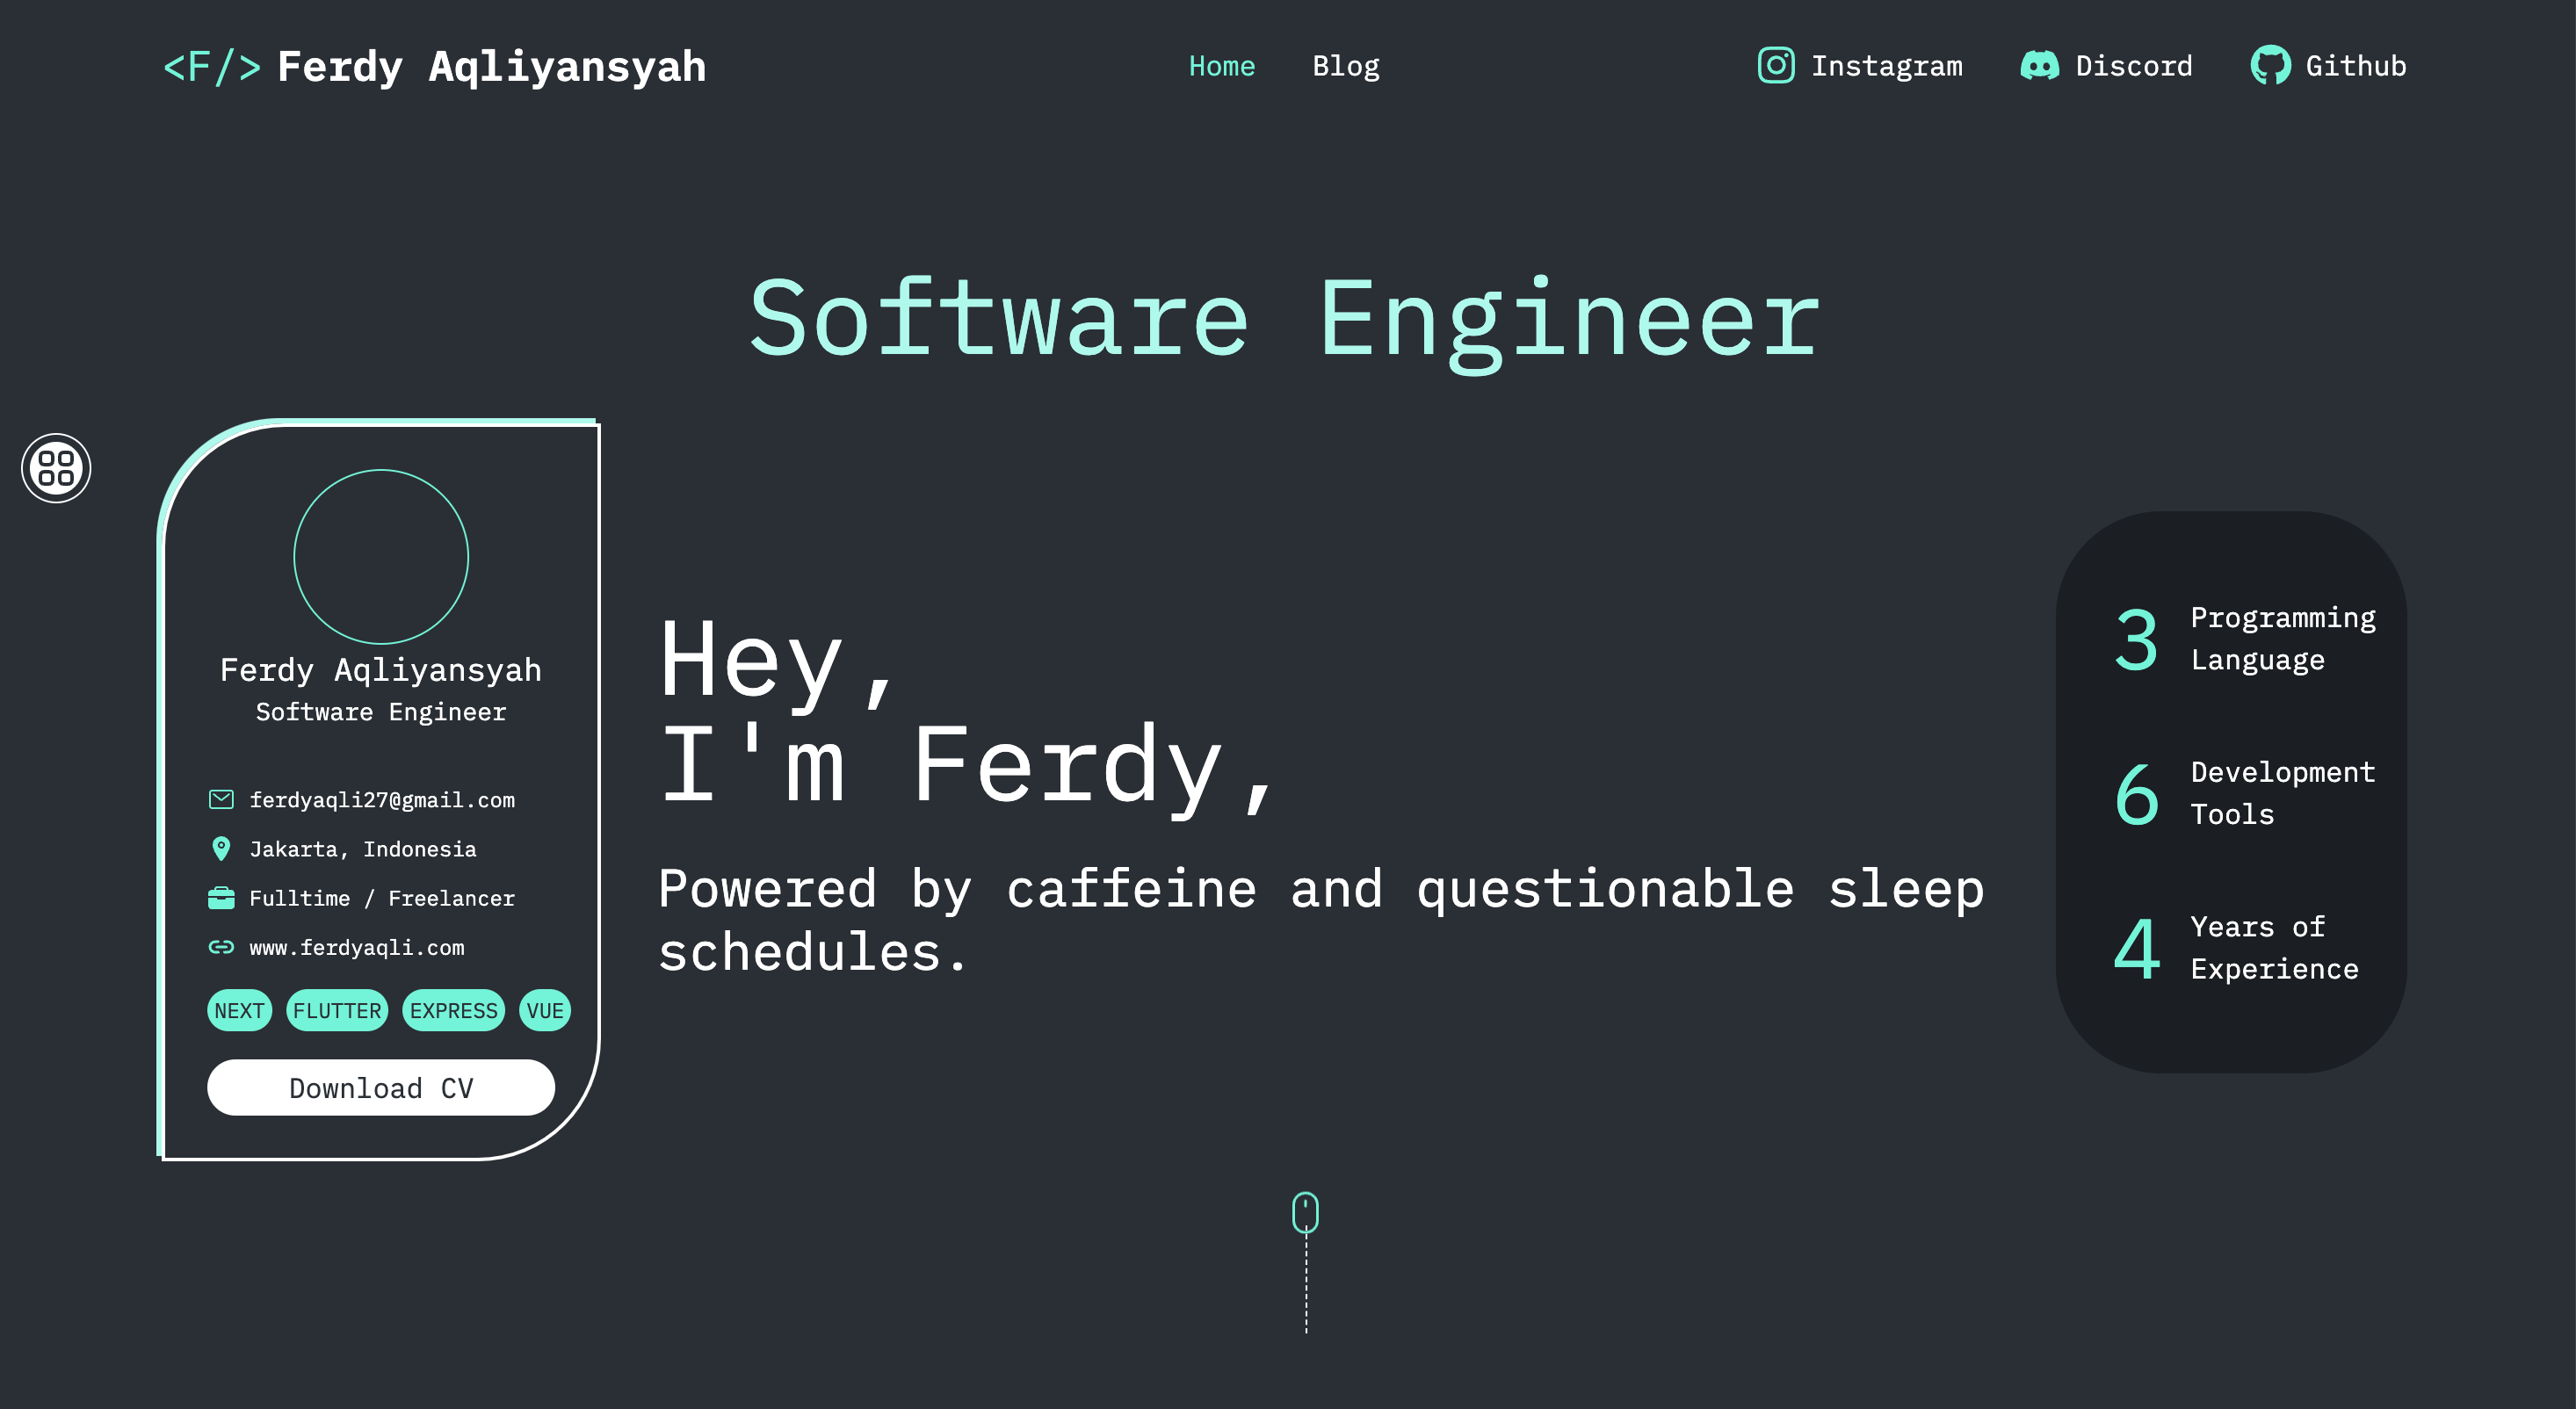 <F/> Ferdy Aqliyansyah
Home
Blog
Instagram
Discord
Github
Software Engineer
Ferdy Aqliyansyah
Software Engineer
ferdyaqli27@gmail.com
Jakarta, Indonesia
Fulltime / Freelancer
www.ferdyaqli.com
NEXT FLUTTER EXPRESS VUE
Download CV
Hey,
I'm Ferdy,
Powered by caffeine and questionable sleep
schedules.
3 Programming
Language
6 Development
Tools
4 Years of
Experience